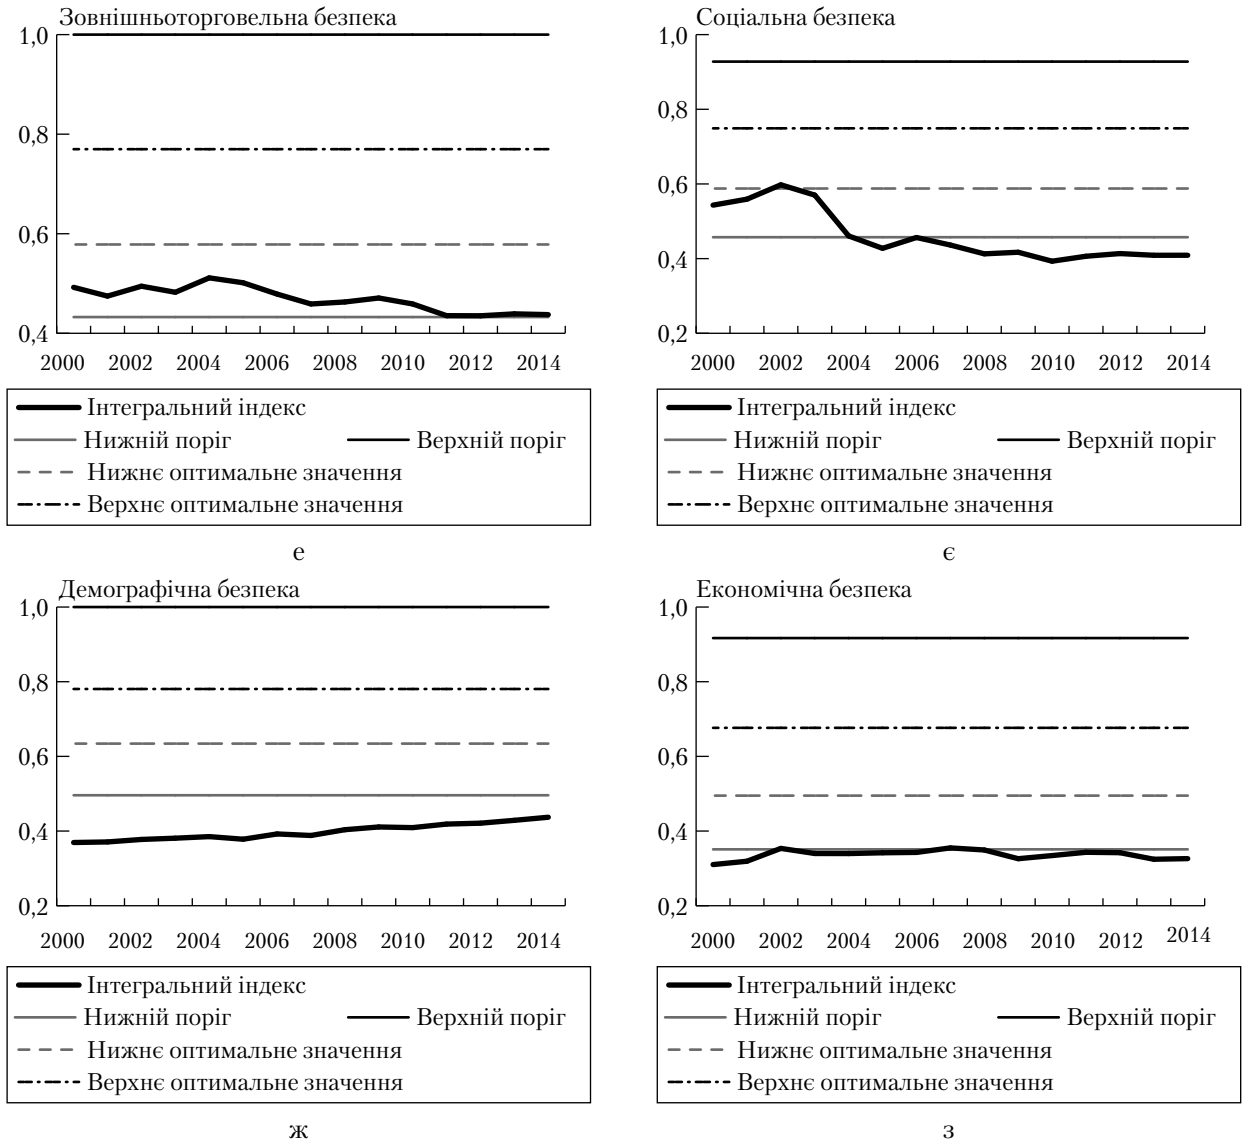 Зовнішньоторговельна безпека
1,0
0,8
0,6
0,4
2000 2002 2004 2006 2008 2010 2012 2014
Інтегральний індекс
Нижній поріг Верхній поріг
Нижнє оптимальне значення
Верхнє оптимальне значення
е
Соціальна безпека
1,0
0,8
0,6
0,4
0,2
2000 2002 2004 2006 2008 2010 2012 2014
Інтегральний індекс
Нижній поріг Верхній поріг
Нижнє оптимальне значення
Верхнє оптимальне значення
є
Демографічна безпека
1,0
0,8
0,6
0,4
0,2
2000 2002 2004 2006 2008 2010 2012 2014
Інтегральний індекс
Нижній поріг Верхній поріг
Нижнє оптимальне значення
Верхнє оптимальне значення
ж
Економічна безпека
1,0
0,8
0,6
0,4
0,2
2000 2002 2004 2006 2008 2010 2012 2014
Інтегральний індекс
Нижній поріг Верхній поріг
Нижнє оптимальне значення
Верхнє оптимальне значення
з